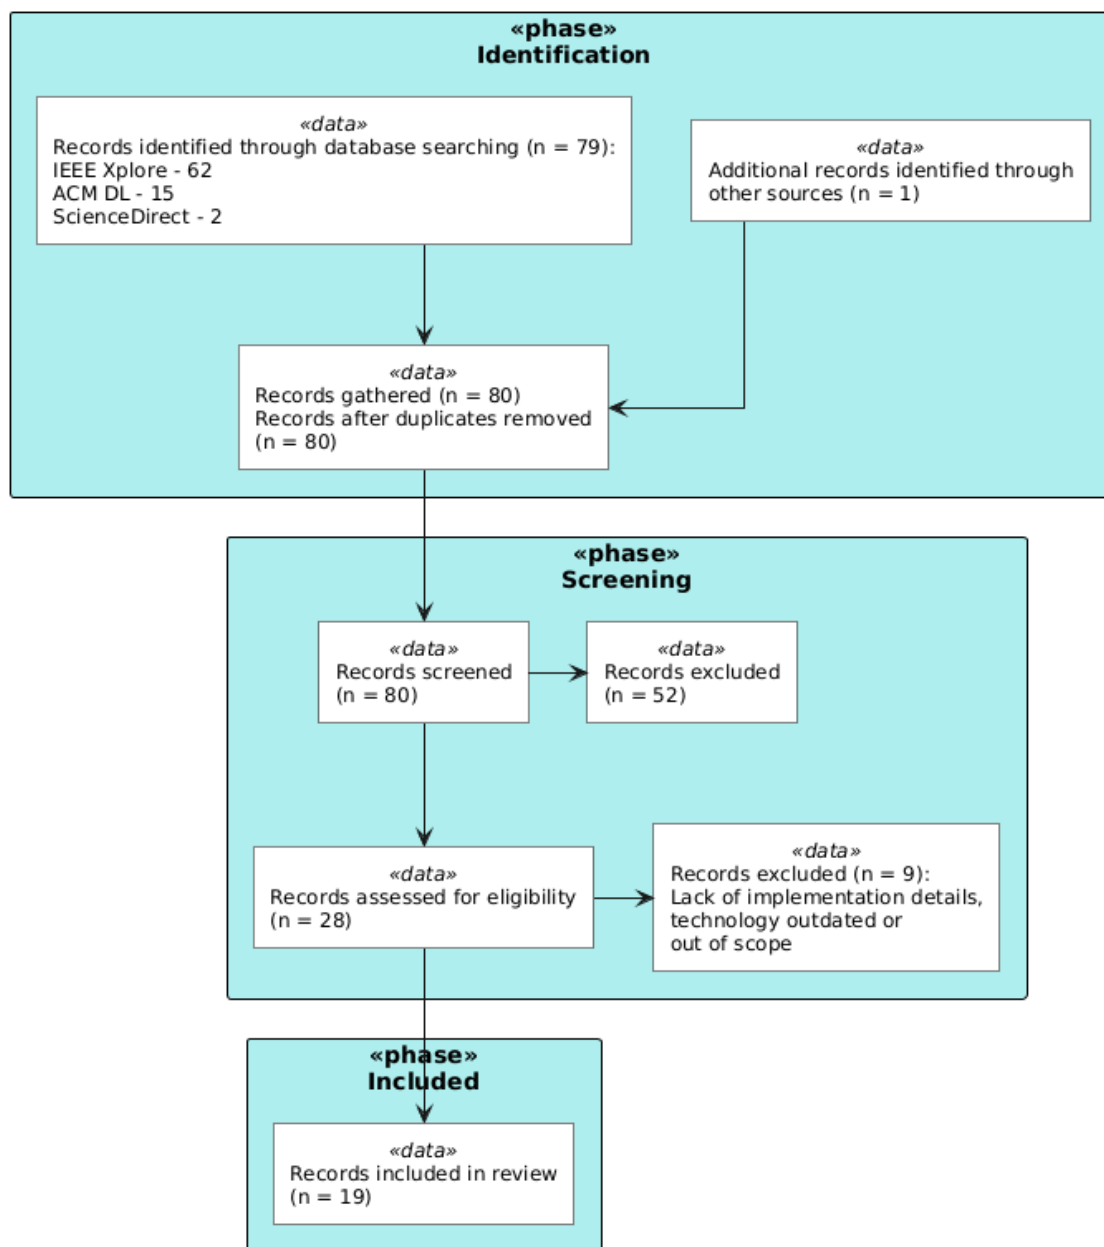 «phase»
Identification
«data»
Records identified through database searching (n = 79):
IEEE Xplore - 62
ACM DL - 15
ScienceDirect - 2
«data»
Additional records identified through
other sources (n = 1)
«data»
Records gathered (n = 80)
Records after duplicates removed
(n = 80)
«phase»
Screening
«data»
Records screened
(n = 80)
«data»
Records excluded
(n = 52)
«data»
Records assessed for eligibility
(n = 28)
«data»
Records excluded (n = 9):
Lack of implementation details,
technology outdated or
out of scope
«phase»
Included
«data»
Records included in review
(n = 19)